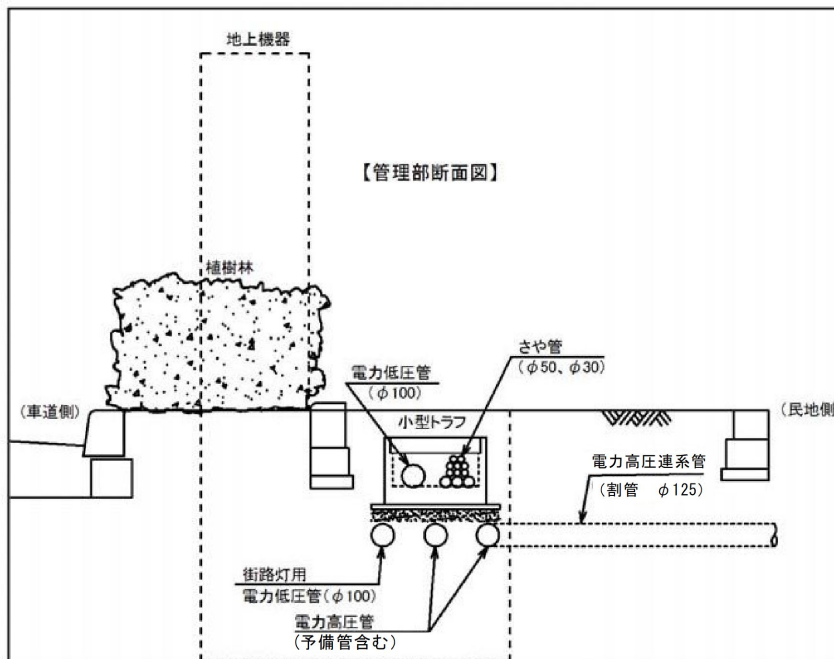 地上機器
【管理部断面図】
植樹林
さや管
(φ50、φ30)
電力低圧管
(φ100)
(車道側)
小型トラフ
(民地側)
電力高圧連系管
(割管 φ125)
街路灯用
電力低圧管(φ100)
電力高圧管
(予備管含む)